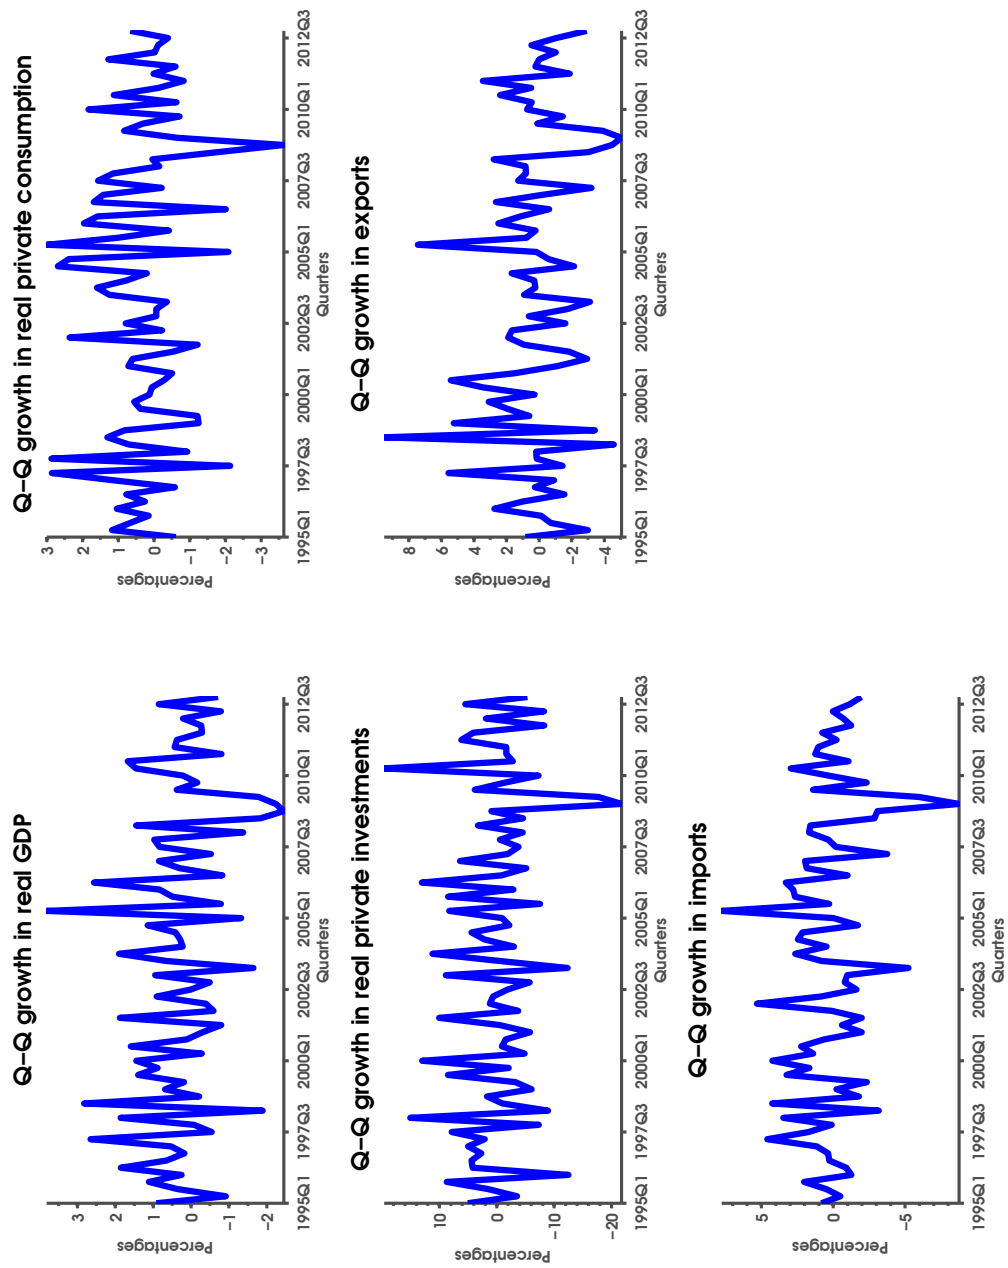 Q−Q growth in real GDP
Percentages
3
2
1
0
−1
−2
1995Q1
1997Q3
2000Q1
2002Q3
2005Q1
2007Q3
2010Q1
2012Q3
Quarters
Q−Q growth in real private consumption
Percentages
3
2
1
0
−1
−2
−3
1995Q1
1997Q3
2000Q1
2002Q3
2005Q1
2007Q3
2010Q1
2012Q3
Quarters
Q−Q growth in real private investments
Percentages
10
0
−10
−20
1995Q1
1997Q3
2000Q1
2002Q3
2005Q1
2007Q3
2010Q1
2012Q3
Quarters
Q−Q growth in exports
Percentages
8
6
4
2
0
−2
−4
1995Q1
1997Q3
2000Q1
2002Q3
2005Q1
2007Q3
2010Q1
2012Q3
Quarters
Q−Q growth in imports
Percentages
5
0
−5
1995Q1
1997Q3
2000Q1
2002Q3
2005Q1
2007Q3
2010Q1
2012Q3
Quarters